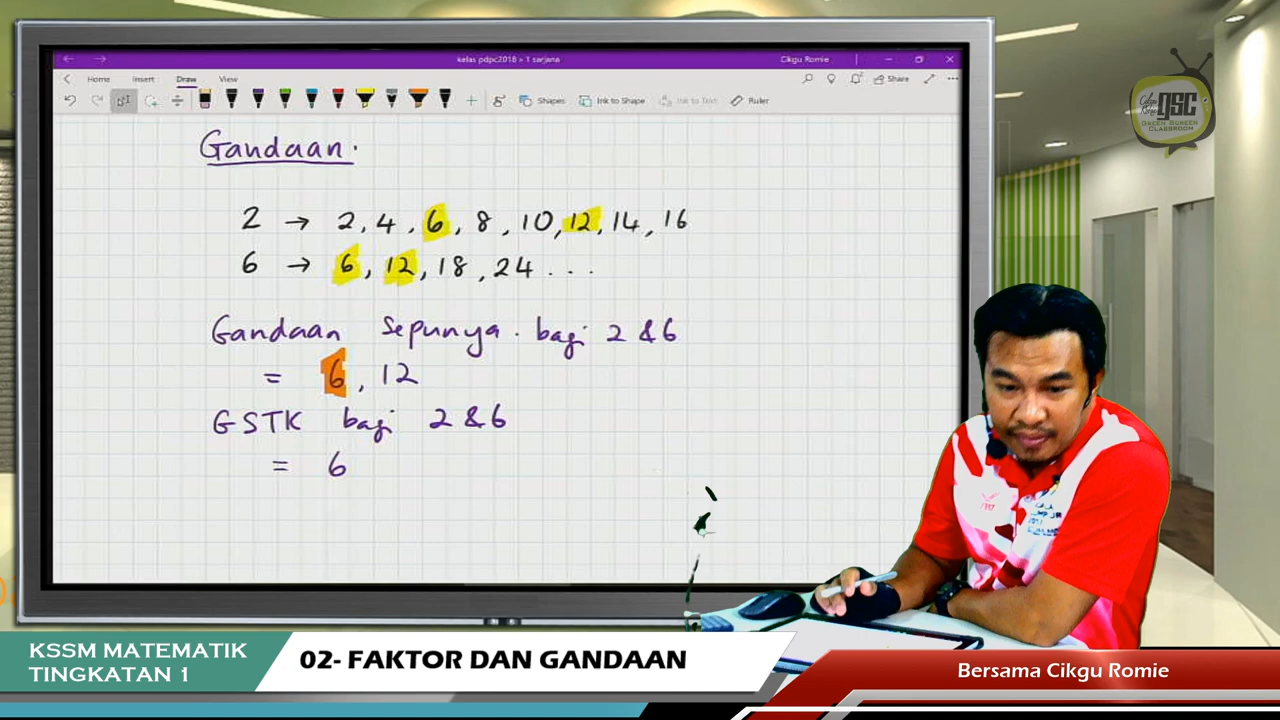 kelas pdpc2018 » 1 sarjana
Cikgu Romie
Home Insert Draw View
Share
Shapes Ink to Shape Ink to Text Ruler
Gandaan.
2 → 2, 4, 6, 8, 10, 12, 14, 16
6 → 6, 12, 18, 24 . . .
Gandaan Sepunya. bagi 2 & 6
= 6, 12
GSTK bagi 2 & 6
= 6
gsc
GREEN SCREEN
CLASSROOM
KSSM MATEMATIK
TINGKATAN 1
02- FAKTOR DAN GANDAAN
Bersama Cikgu Romie